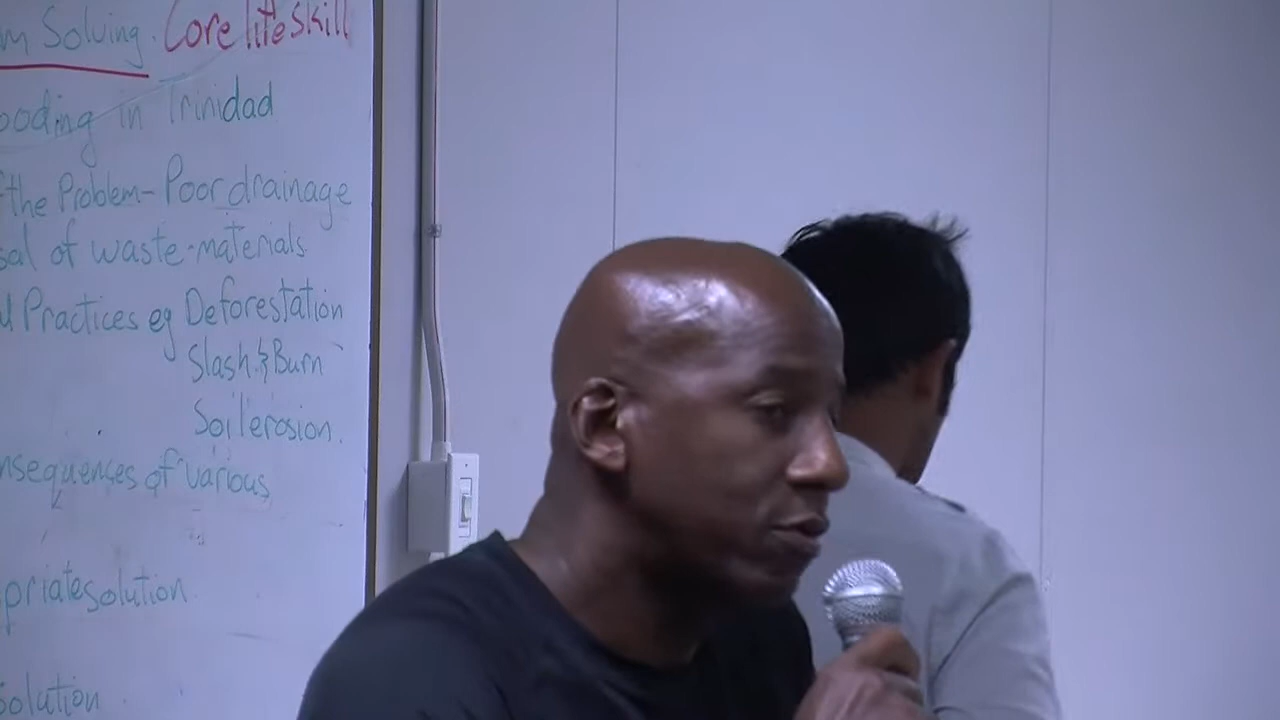 m Solving. Core life skill
ooding in Trinidad
f the Problem- Poor drainage
sal of waste-materials.
l Practices eg Deforestation
Slash & Burn
Soil erosion.
nsequences of various
priate solution
Solution